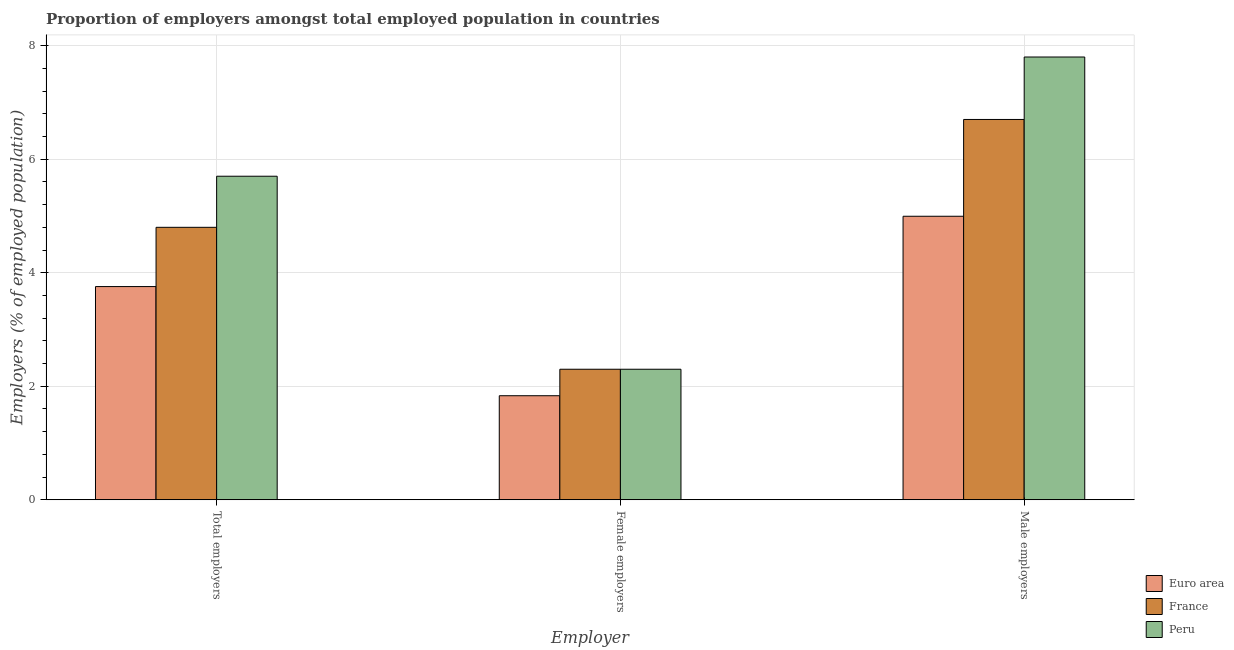 Proportion of employers amongst total employed population in countries
Employers (% of employed population)
8
6
4
2
0
Total employers
Female employers
Male employers
Employer
Euro area
France
Peru